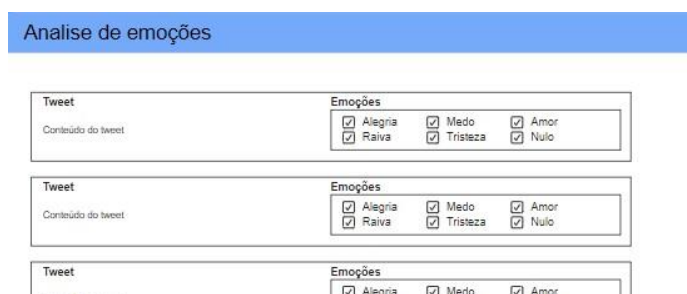 Analise de emoções
Tweet Emoções
Conteúdo do tweet
Alegria Medo Amor
Raiva Tristeza Nulo
Tweet Emoções
Conteúdo do tweet
Alegria Medo Amor
Raiva Tristeza Nulo
Tweet Emoções
Alegria Medo Amor